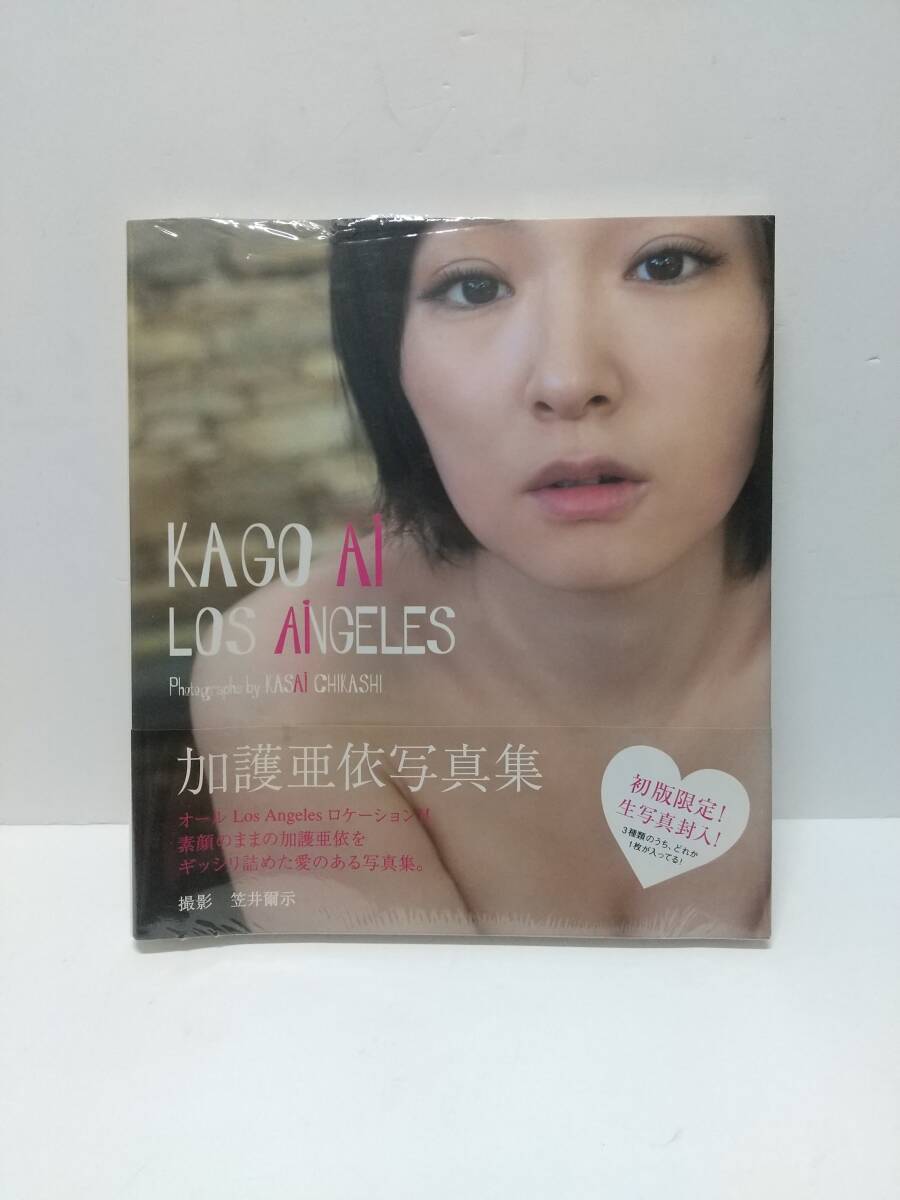 KAGO Ai
LOS AiNGELES
Photographs by KASAI CHIKASHI
加護亜依写真集
オール Los Angeles ロケーション!!
素顔のままの加護亜依を
ギッシリ詰めた愛のある写真集。
撮影 笠井爾示
初版限定!
生写真封入!
3種類のうち、どれか
1枚が入ってる!